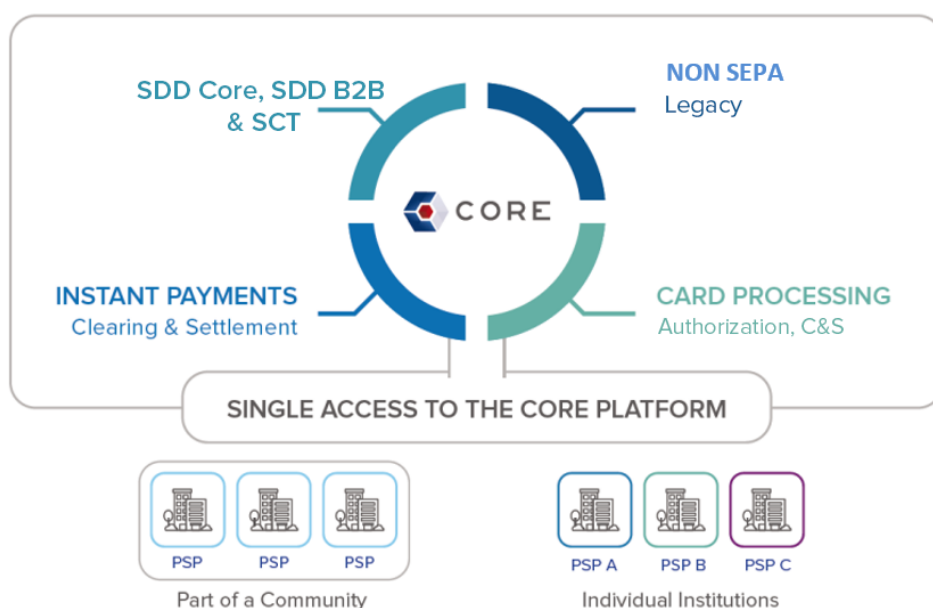 SDD Core, SDD B2B
& SCT
NON SEPA
Legacy
CORE
INSTANT PAYMENTS
Clearing & Settlement
CARD PROCESSING
Authorization, C&S
SINGLE ACCESS TO THE CORE PLATFORM
PSP
PSP
PSP
PSP A
PSP B
PSP C
Part of a Community
Individual Institutions